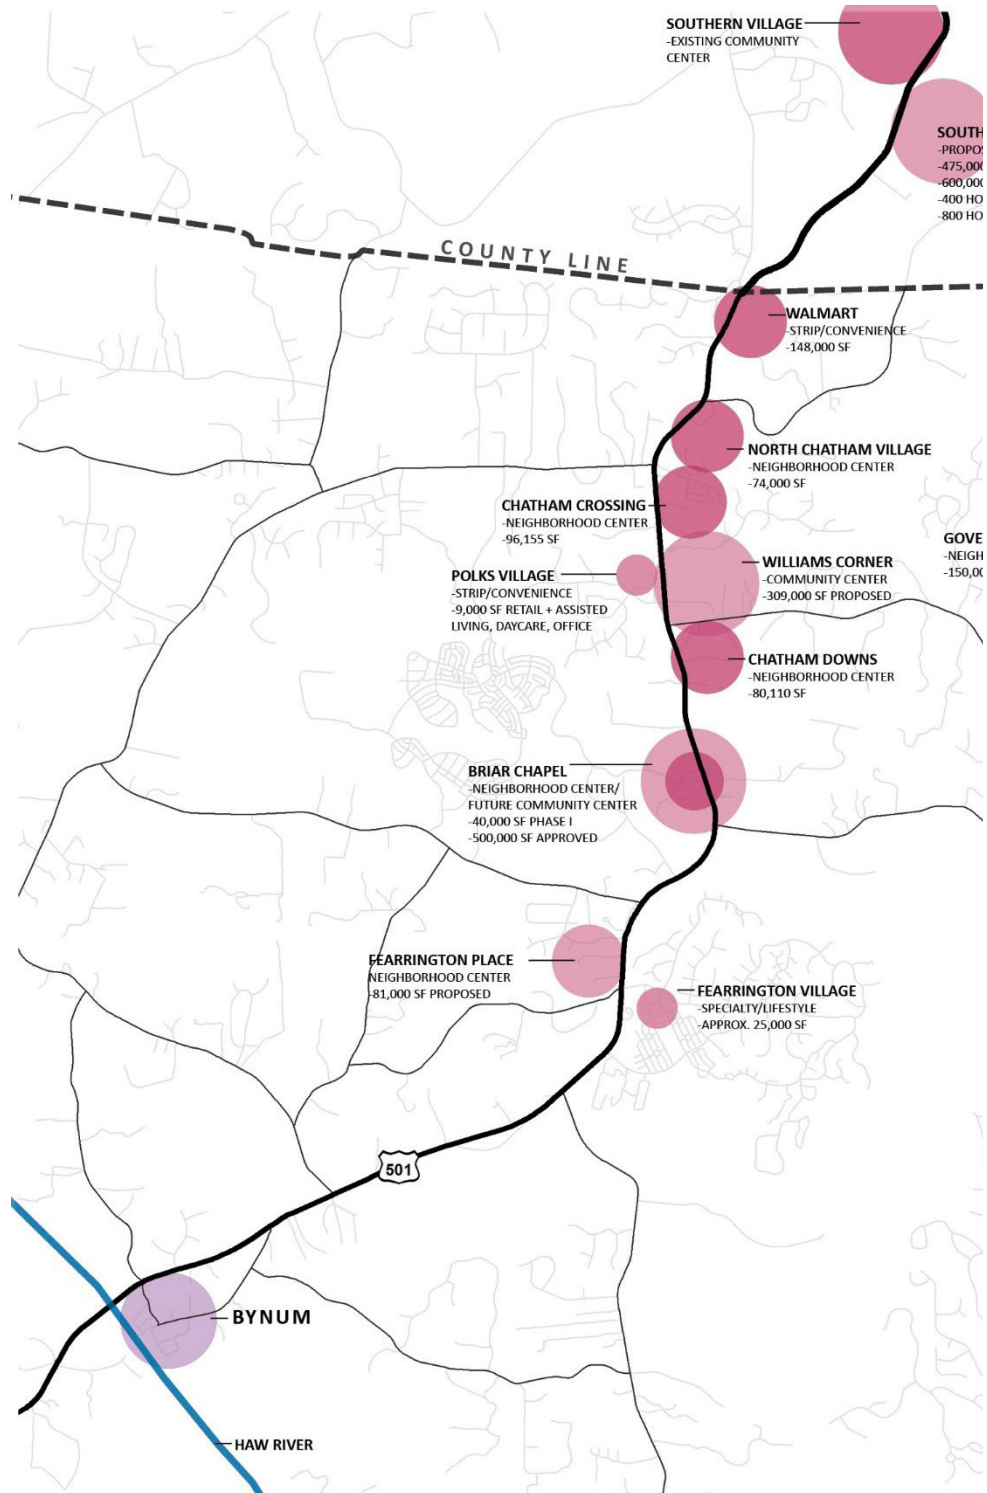 SOUTHERN VILLAGE
-EXISTING COMMUNITY
CENTER
SOUTH
-PROPOS
-475,000
-600,000
-400 HO
-800 HO
COUNTY LINE
WALMART
-STRIP/CONVENIENCE
-148,000 SF
NORTH CHATHAM VILLAGE
-NEIGHBORHOOD CENTER
-74,000 SF
CHATHAM CROSSING
-NEIGHBORHOOD CENTER
-96,155 SF
GOVE
-NEIGH
-150,00
WILLIAMS CORNER
-COMMUNITY CENTER
-309,000 SF PROPOSED
POLKS VILLAGE
-STRIP/CONVENIENCE
-9,000 SF RETAIL + ASSISTED
LIVING, DAYCARE, OFFICE
CHATHAM DOWNS
-NEIGHBORHOOD CENTER
-80,110 SF
BRIAR CHAPEL
-NEIGHBORHOOD CENTER/
FUTURE COMMUNITY CENTER
-40,000 SF PHASE I
-500,000 SF APPROVED
FEARRINGTON PLACE
NEIGHBORHOOD CENTER
-81,000 SF PROPOSED
FEARRINGTON VILLAGE
-SPECIALTY/LIFESTYLE
-APPROX. 25,000 SF
501
BYNUM
HAW RIVER